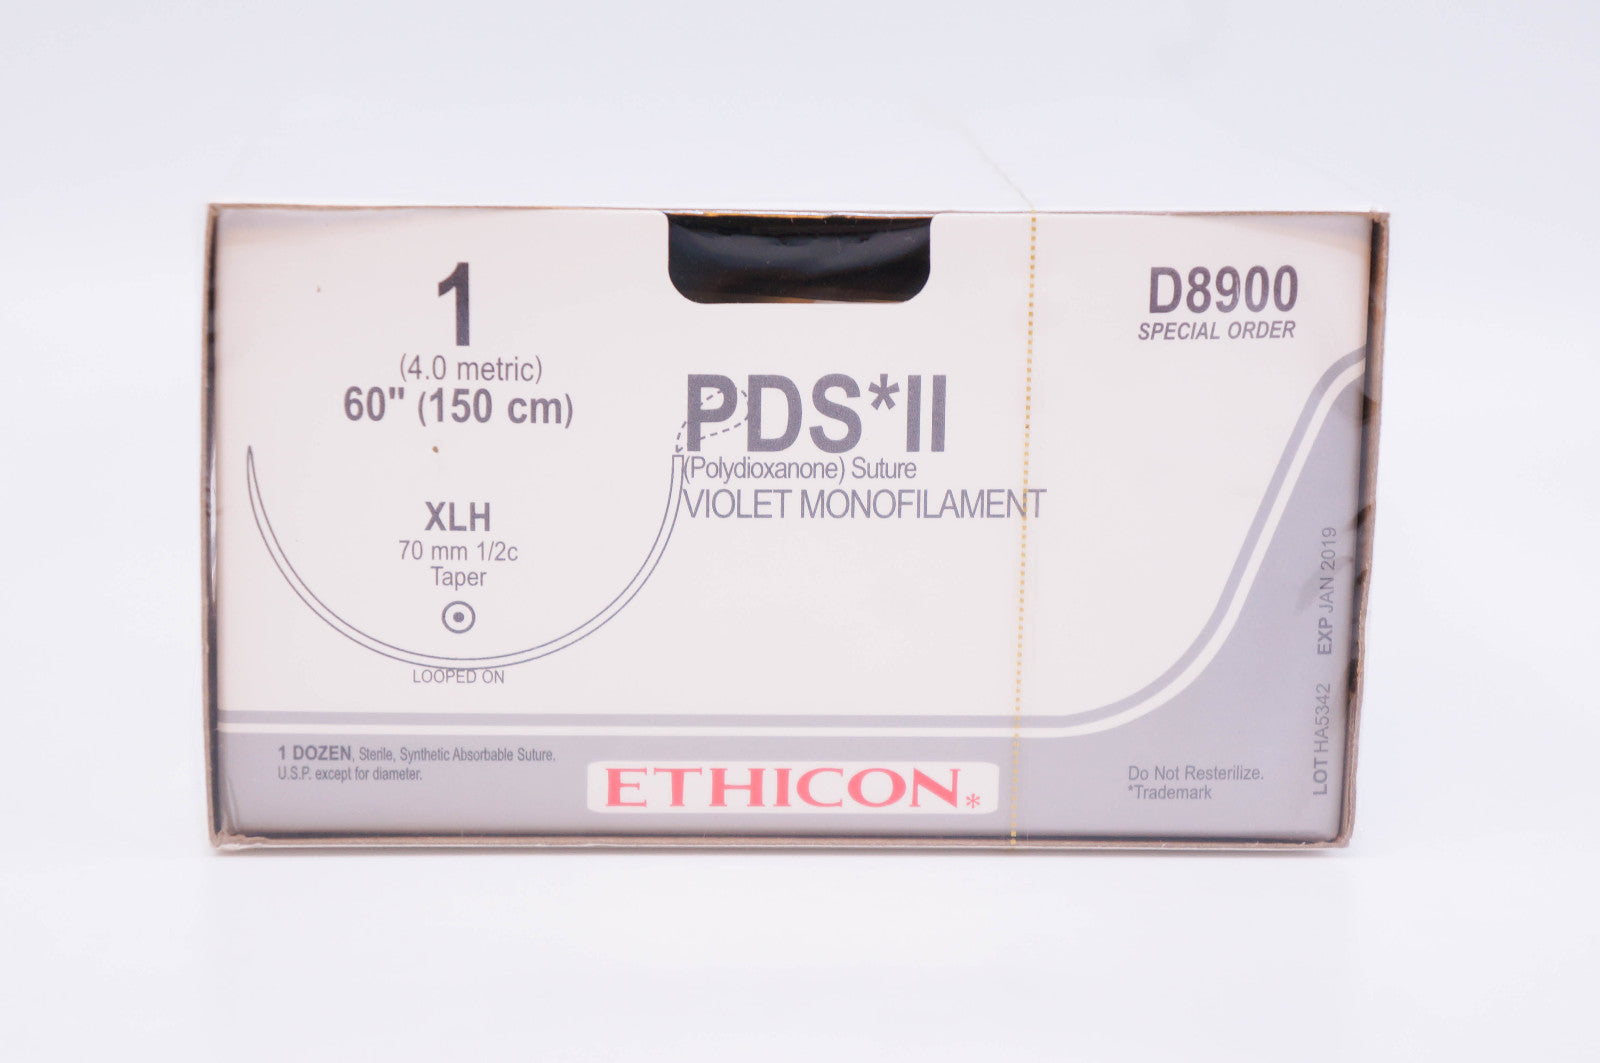 1
(4.0 metric)
60" (150 cm)
XLH
70 mm 1/2c
Taper
LOOPED ON
PDS*II
(Polydioxanone) Suture
VIOLET MONOFILAMENT
D8900
SPECIAL ORDER
1 DOZEN, Sterile, Synthetic Absorbable Suture.
U.S.P. except for diameter.
ETHICON*
Do Not Resterilize.
*Trademark
LOT HA5342 EXP JAN 2019